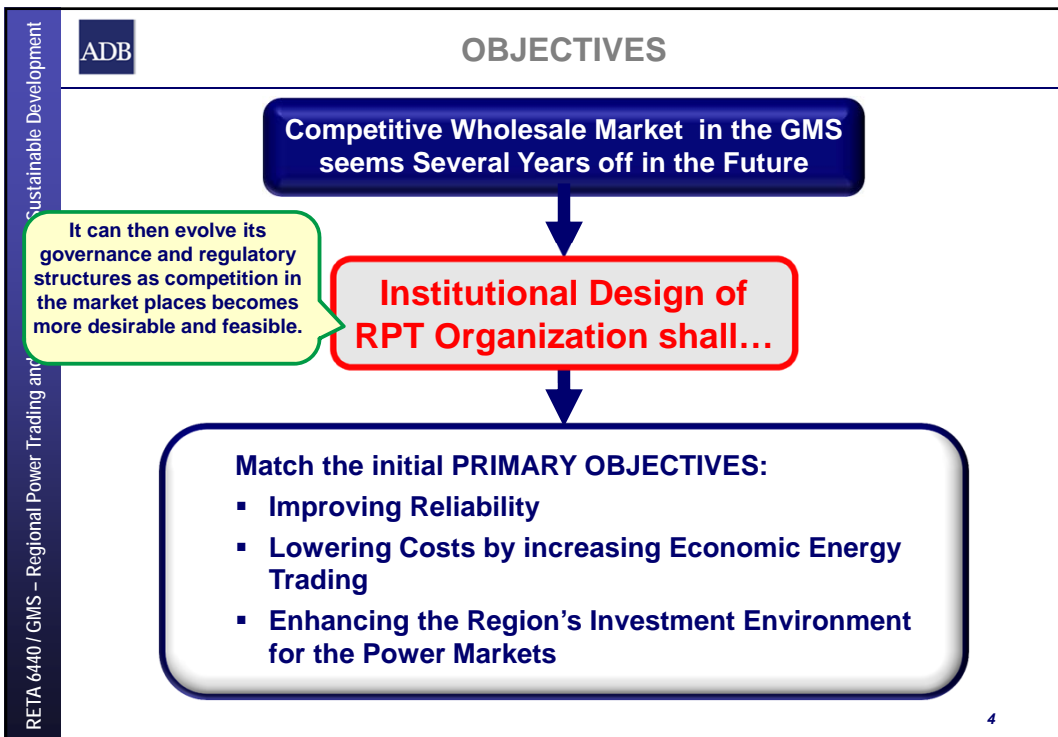 ADB
OBJECTIVES
Competitive Wholesale Market in the GMS
seems Several Years off in the Future
It can then evolve its
governance and regulatory
structures as competition in
the market places becomes
more desirable and feasible.
Institutional Design of
RPT Organization shall…
Match the initial PRIMARY OBJECTIVES:
▪ Improving Reliability
▪ Lowering Costs by increasing Economic Energy
Trading
▪ Enhancing the Region's Investment Environment
for the Power Markets
RETA 6440 / GMS – Regional Power Trading and Sustainable Development
4